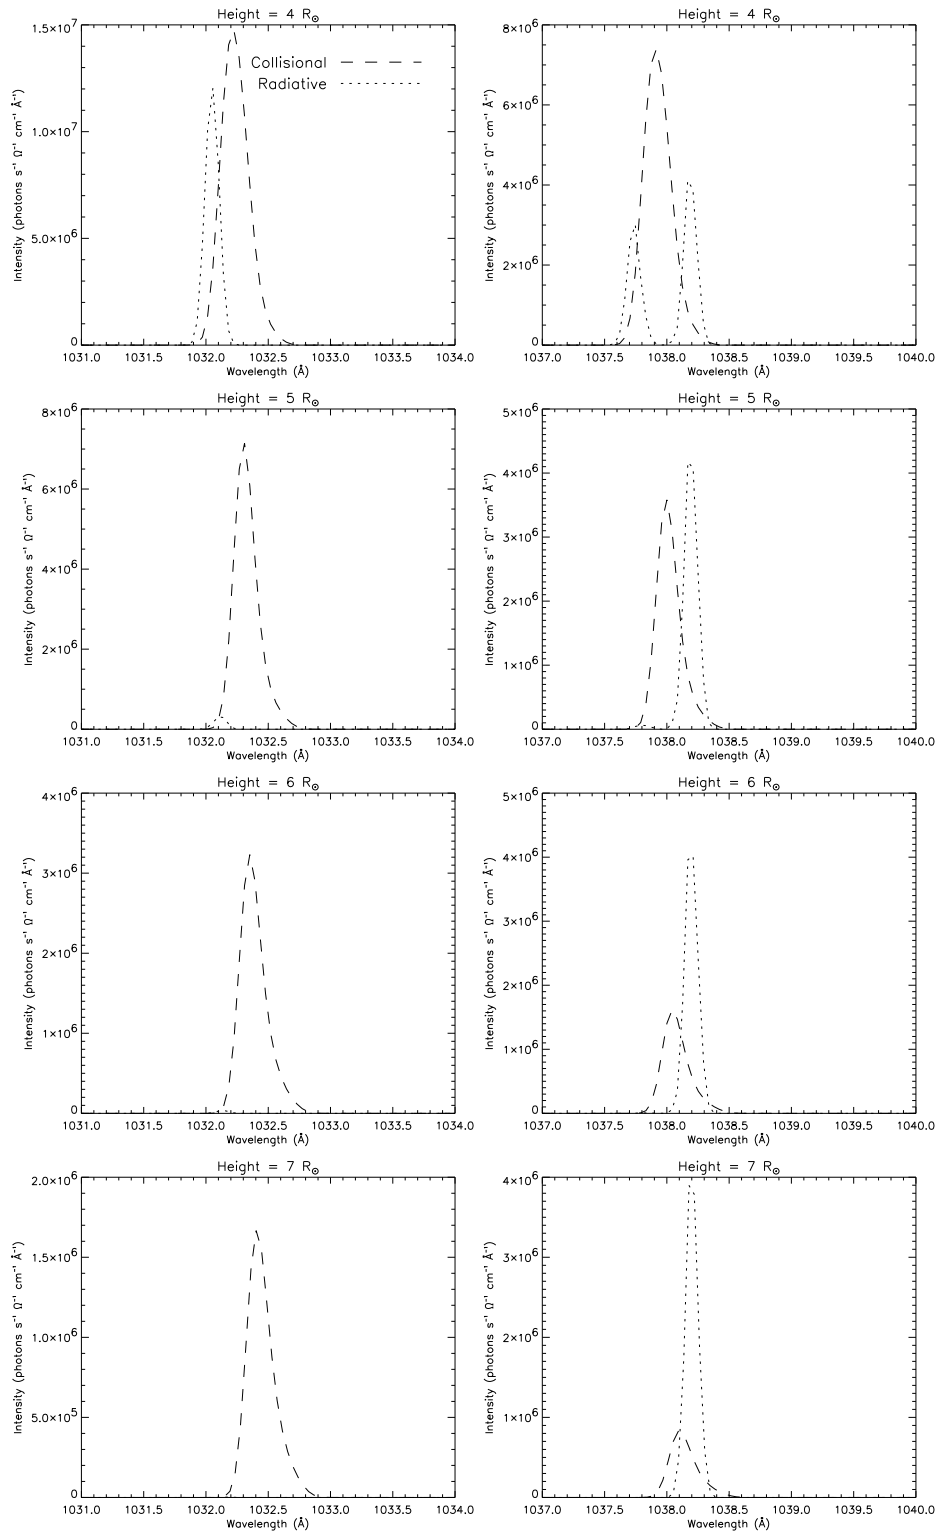 Height = 4 R☉
Intensity (photons s⁻¹ Ω⁻¹ cm⁻¹ Å⁻¹)
1.5×10⁷
1.0×10⁷
5.0×10⁶
0
Collisional
Radiative
1031.0 1031.5 1032.0 1032.5 1033.0 1033.5 1034.0
Wavelength (Å)
Height = 4 R☉
Intensity (photons s⁻¹ Ω⁻¹ cm⁻¹ Å⁻¹)
8×10⁶
6×10⁶
4×10⁶
2×10⁶
0
1037.0 1037.5 1038.0 1038.5 1039.0 1039.5 1040.0
Wavelength (Å)
Height = 5 R☉
Intensity (photons s⁻¹ Ω⁻¹ cm⁻¹ Å⁻¹)
8×10⁶
6×10⁶
4×10⁶
2×10⁶
0
1031.0 1031.5 1032.0 1032.5 1033.0 1033.5 1034.0
Wavelength (Å)
Height = 5 R☉
Intensity (photons s⁻¹ Ω⁻¹ cm⁻¹ Å⁻¹)
5×10⁶
4×10⁶
3×10⁶
2×10⁶
1×10⁶
0
1037.0 1037.5 1038.0 1038.5 1039.0 1039.5 1040.0
Wavelength (Å)
Height = 6 R☉
Intensity (photons s⁻¹ Ω⁻¹ cm⁻¹ Å⁻¹)
4×10⁶
3×10⁶
2×10⁶
1×10⁶
0
1031.0 1031.5 1032.0 1032.5 1033.0 1033.5 1034.0
Wavelength (Å)
Height = 6 R☉
Intensity (photons s⁻¹ Ω⁻¹ cm⁻¹ Å⁻¹)
5×10⁶
4×10⁶
3×10⁶
2×10⁶
1×10⁶
0
1037.0 1037.5 1038.0 1038.5 1039.0 1039.5 1040.0
Wavelength (Å)
Height = 7 R☉
Intensity (photons s⁻¹ Ω⁻¹ cm⁻¹ Å⁻¹)
2.0×10⁶
1.5×10⁶
1.0×10⁶
5.0×10⁵
0
1031.0 1031.5 1032.0 1032.5 1033.0 1033.5 1034.0
Wavelength (Å)
Height = 7 R☉
Intensity (photons s⁻¹ Ω⁻¹ cm⁻¹ Å⁻¹)
4×10⁶
3×10⁶
2×10⁶
1×10⁶
0
1037.0 1037.5 1038.0 1038.5 1039.0 1039.5 1040.0
Wavelength (Å)